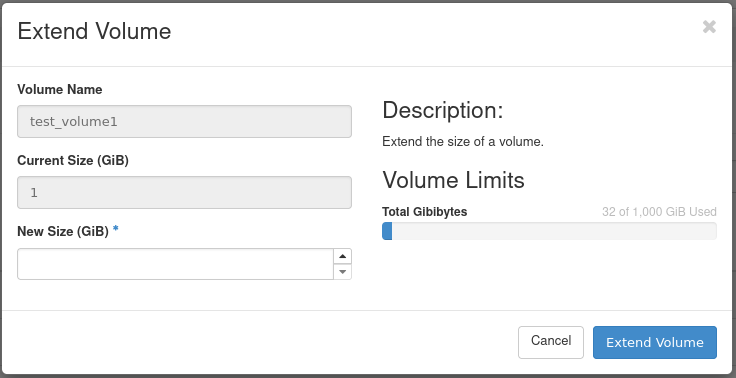 Extend Volume
×
Volume Name
test_volume1
Current Size (GiB)
1
New Size (GiB) *
Description:
Extend the size of a volume.
Volume Limits
Total Gibibytes 32 of 1,000 GiB Used
Cancel Extend Volume